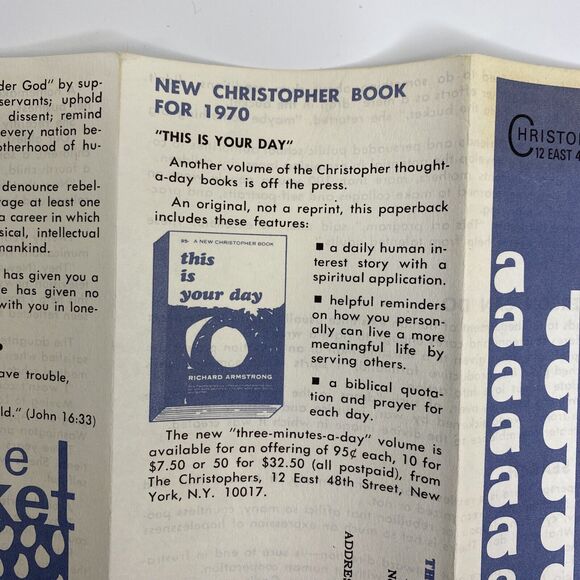 der God" by sup-
servants; uphold
dissent; remind
every nation be-
otherhood of hu-
denounce rebel-
age at least one
a career in which
sical, intellectual
mankind.
has given you a
e has given no
with you in lone-
ave trouble,
ld." (John 16:33)
e
ket
NEW CHRISTOPHER BOOK
FOR 1970
"THIS IS YOUR DAY"
Another volume of the Christopher thought-
a-day books is off the press.
An original, not a reprint, this paperback
includes these features:
95¢ A NEW CHRISTOPHER BOOK
this
is
your day
RICHARD ARMSTRONG
▪ a daily human in-
terest story with a
spiritual application.
▪ helpful reminders
on how you person-
ally can live a more
meaningful life by
serving others.
▪ a biblical quota-
tion and prayer for
each day.
The new "three-minutes-a-day" volume is
available for an offering of 95¢ each, 10 for
$7.50 or 50 for $32.50 (all postpaid), from
The Christophers, 12 East 48th Street, New
York, N.Y. 10017.
ADDRE
N
TH
CHRISTOP
12 EAST 4
a
a
a
a
a
a
a